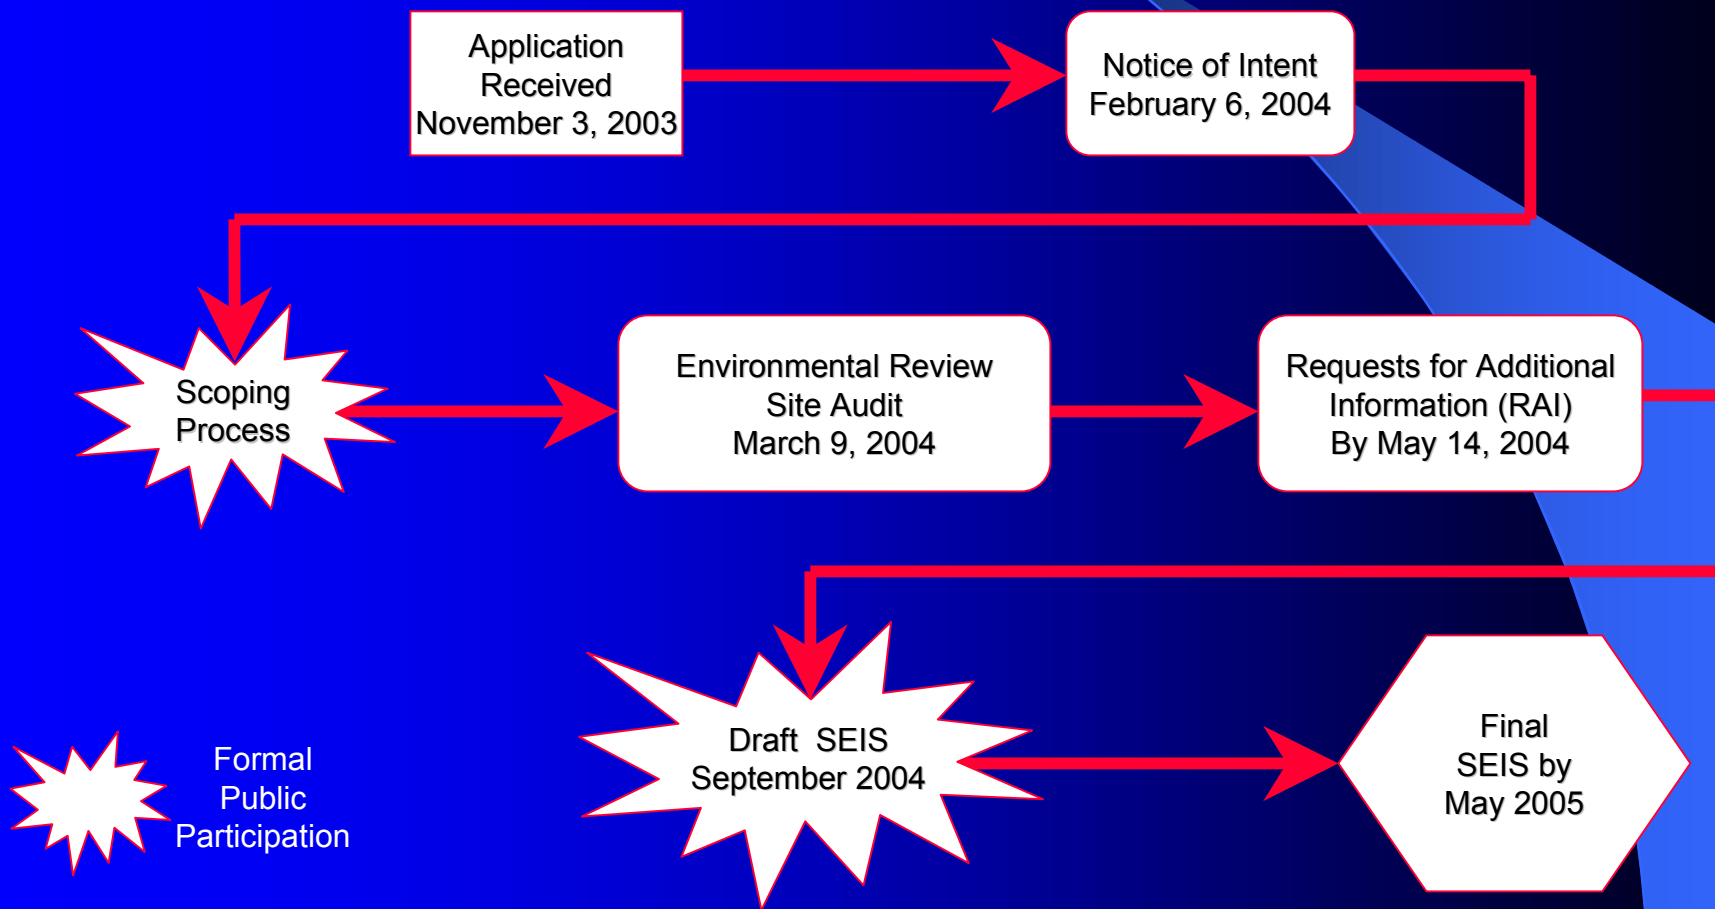 Application
Received
November 3, 2003
Notice of Intent
February 6, 2004
Scoping
Process
Environmental Review
Site Audit
March 9, 2004
Requests for Additional
Information (RAI)
By May 14, 2004
Draft SEIS
September 2004
Final
SEIS by
May 2005
Formal
Public
Participation